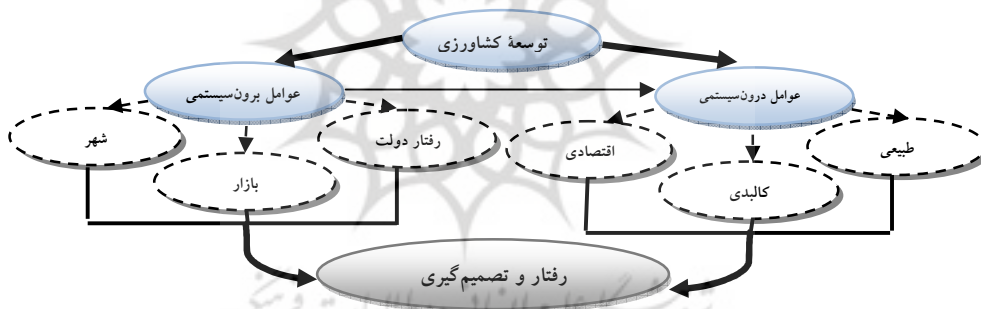 توسعهٔ کشاورزی
عوامل درون‌سیستمی
عوامل برون‌سیستمی
طبیعی
کالبدی
اقتصادی
رفتار دولت
بازار
شهر
رفتار و تصمیم‌گیری